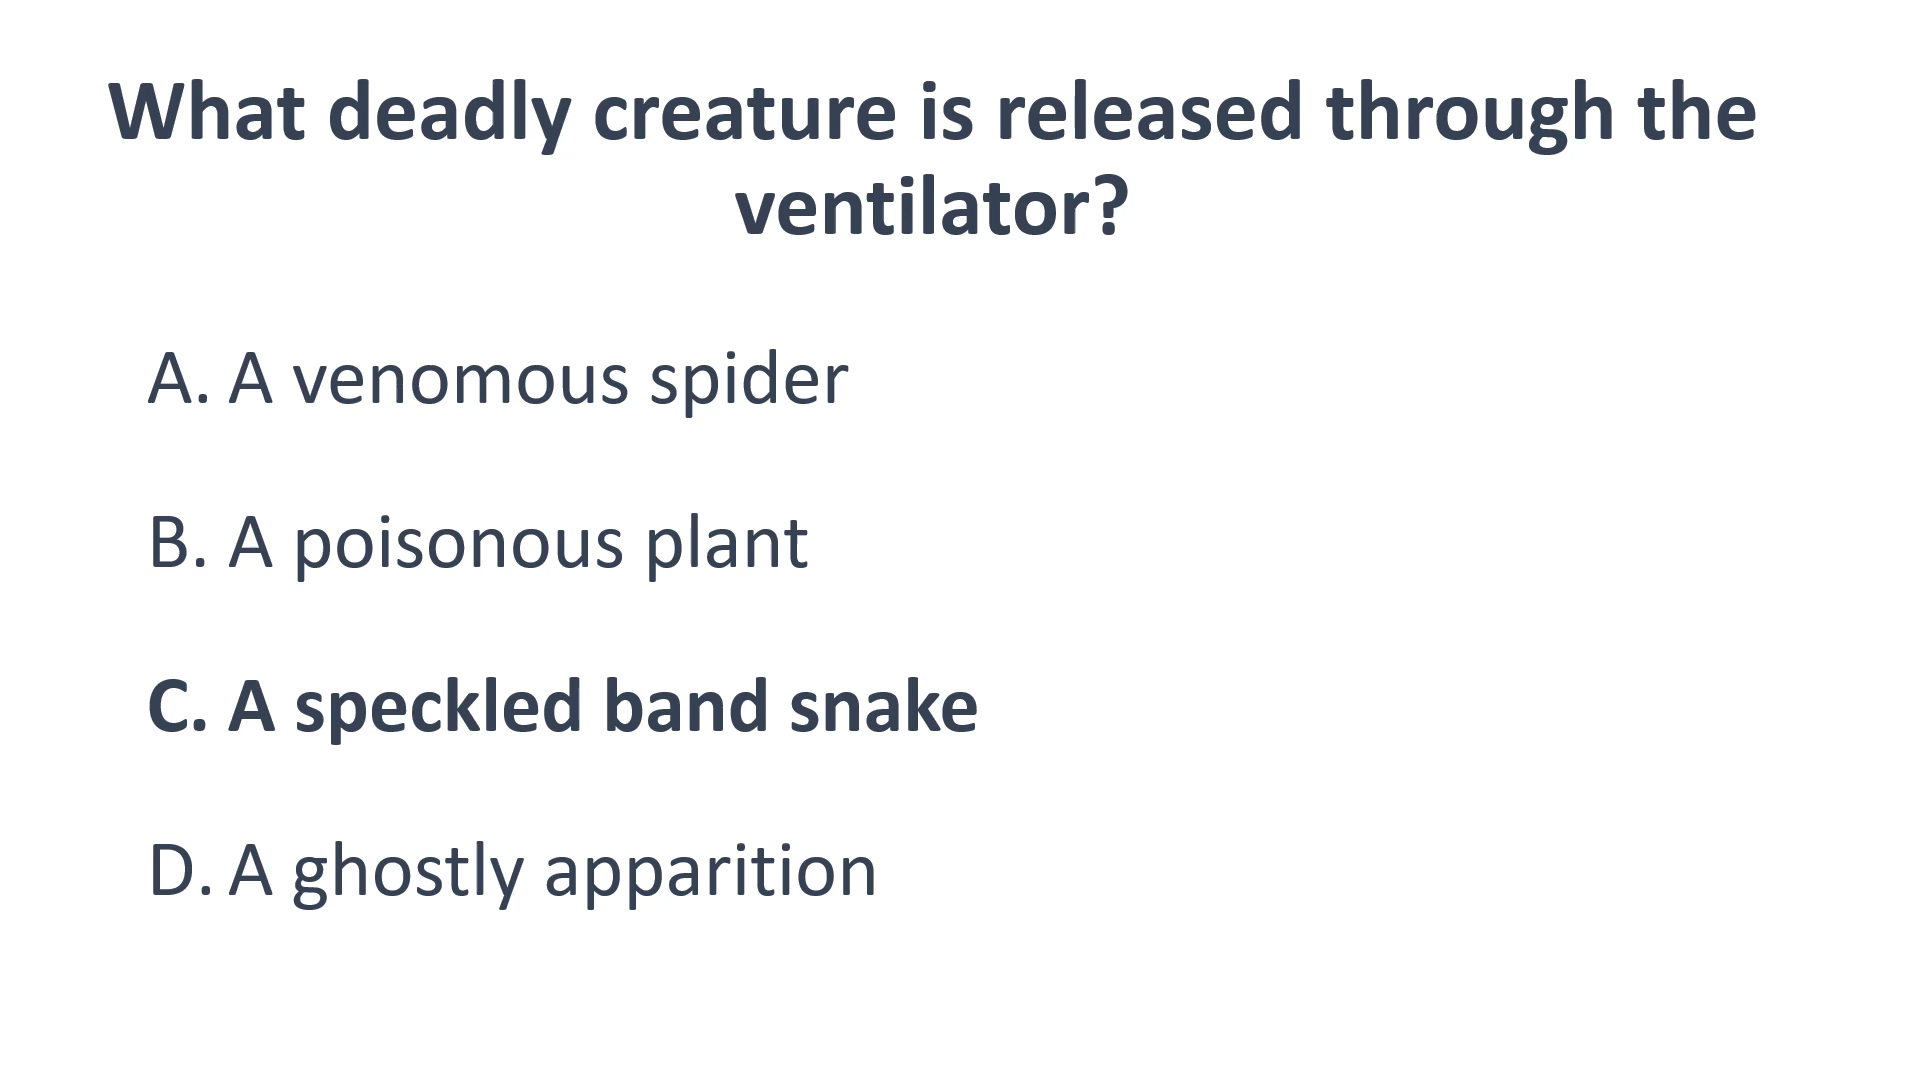 What deadly creature is released through the
ventilator?
A. A venomous spider
B. A poisonous plant
C. A speckled band snake
D. A ghostly apparition